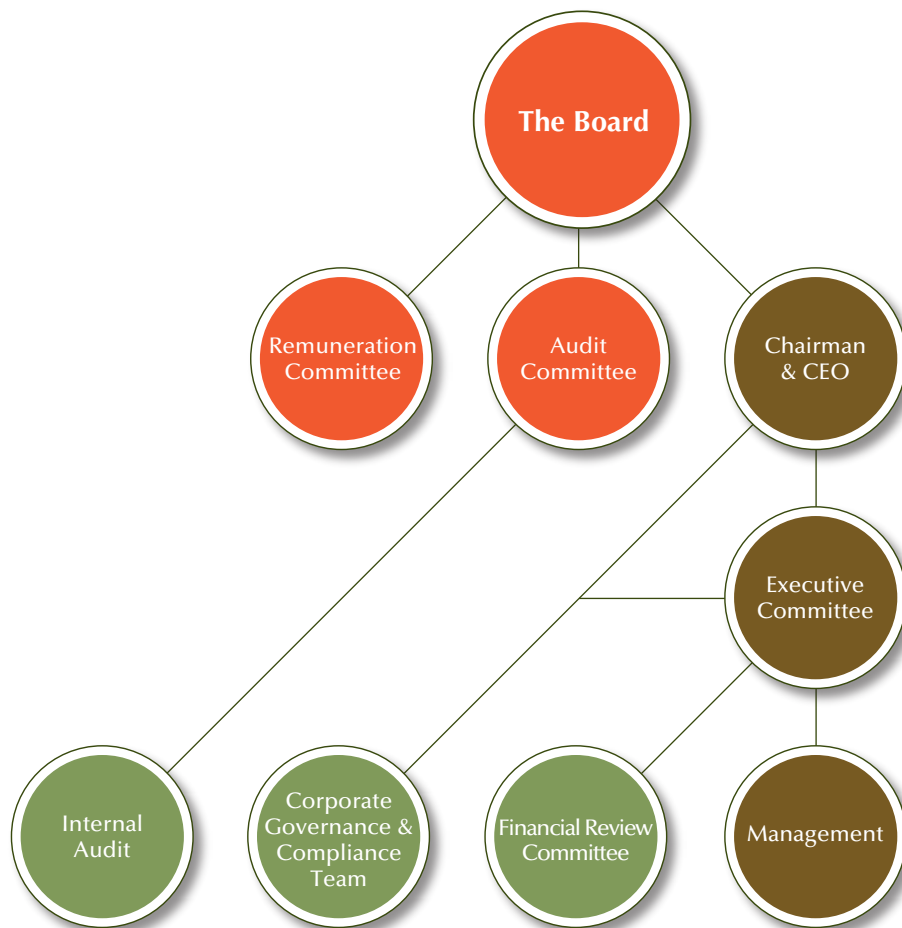 The Board
Remuneration
Committee
Audit
Committee
Chairman
& CEO
Executive
Committee
Internal
Audit
Corporate
Governance &
Compliance
Team
Financial Review
Committee
Management